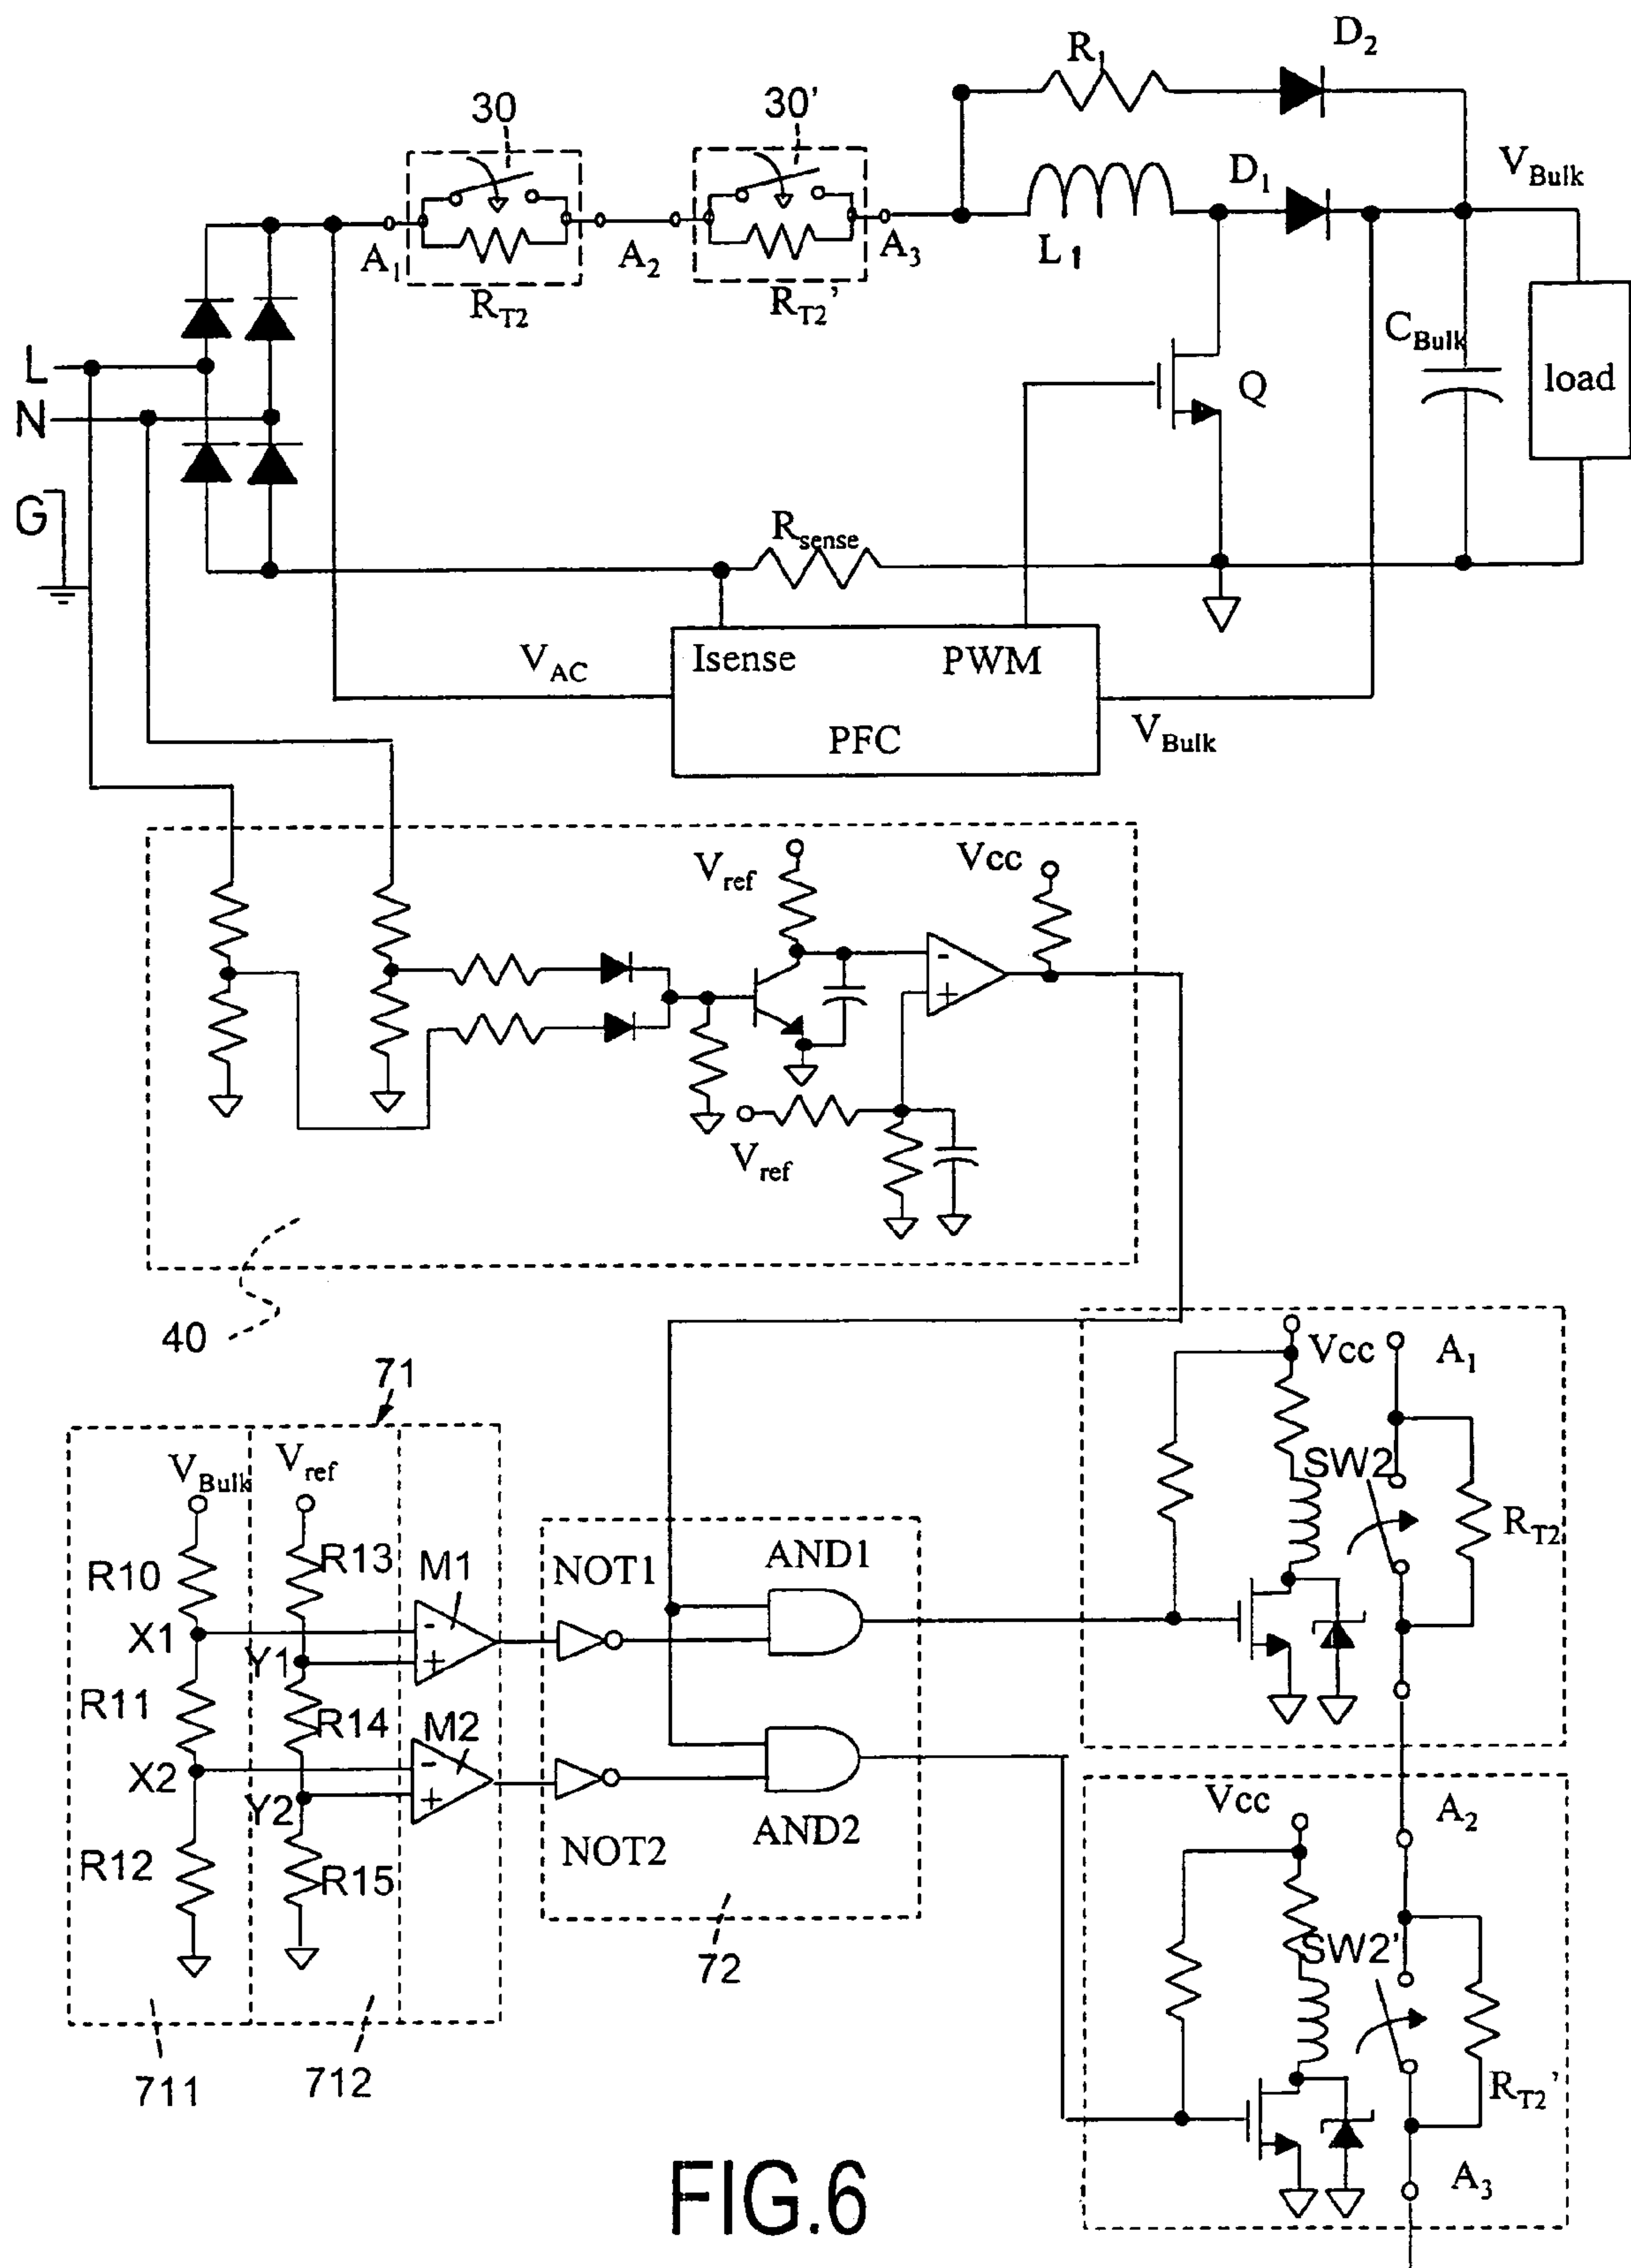 D2
R1
30
30'
D1
VBulk
A1
A2
A3
L1
RT2
RT2'
CBulk
load
L
N
Q
G
Rsense
Isense
PWM
VAC
PFC
VBulk
Vref
Vcc
-
+
Vref
40
Vcc
A1
71
VBulk
Vref
SW2
RT2
R10
R13
M1
NOT1
AND1
X1
-
Y1
+
R11
R14
M2
X2
-
Y2
+
Vcc
A2
NOT2
AND2
R12
R15
SW2'
72
711
712
RT2'
A3
FIG.6